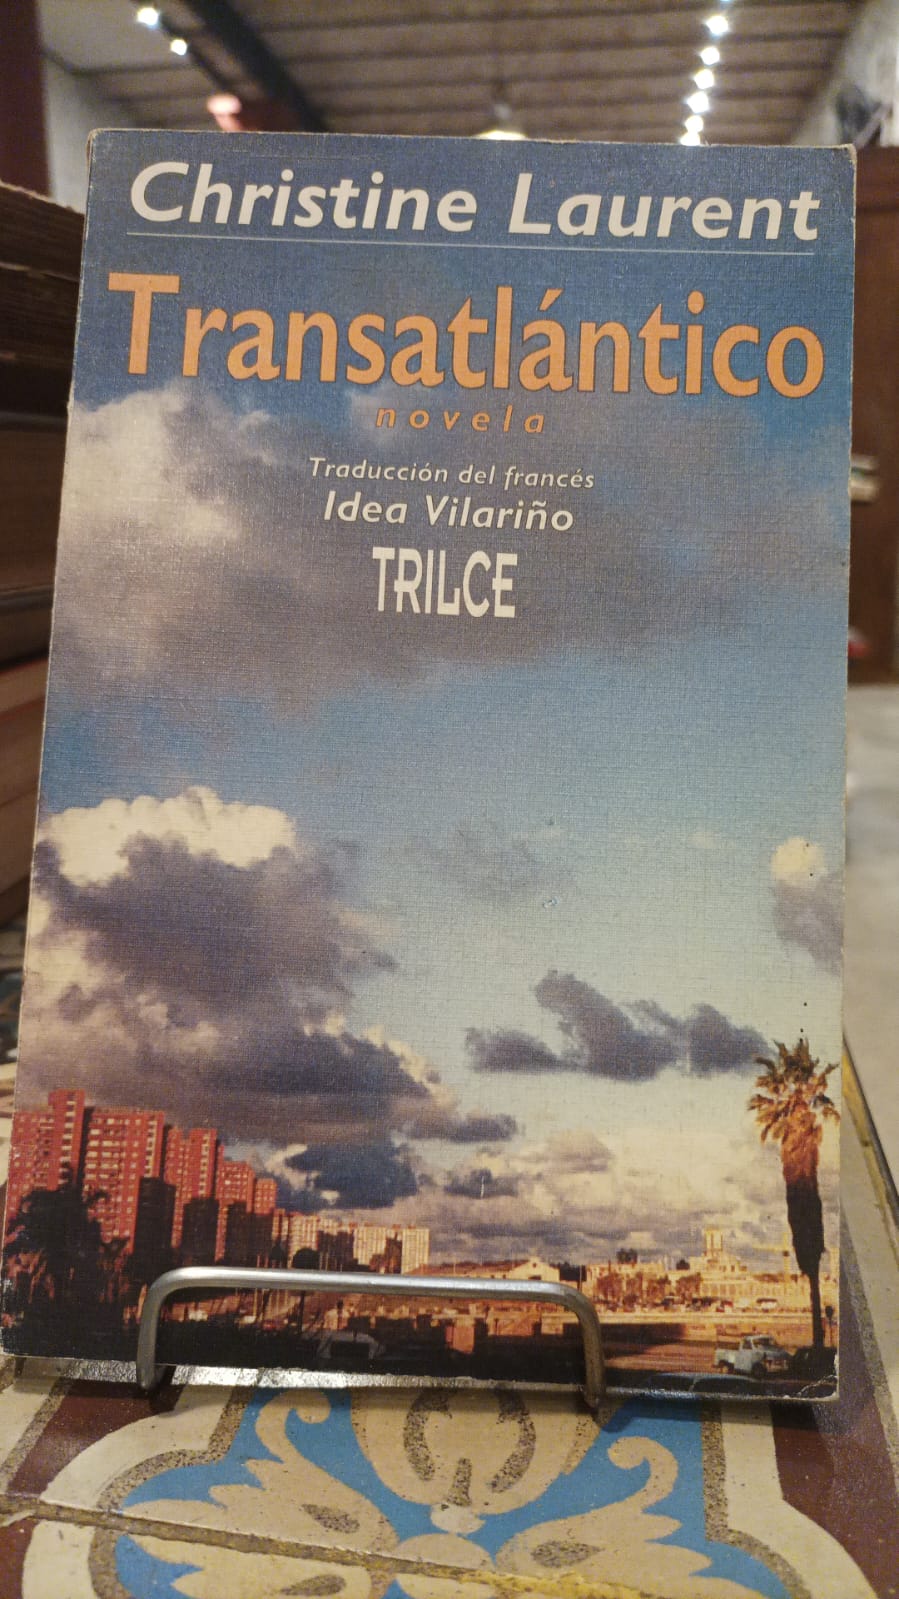 Christine Laurent
Transatlántico
novela
Traducción del francés
Idea Vilariño
TRILCE